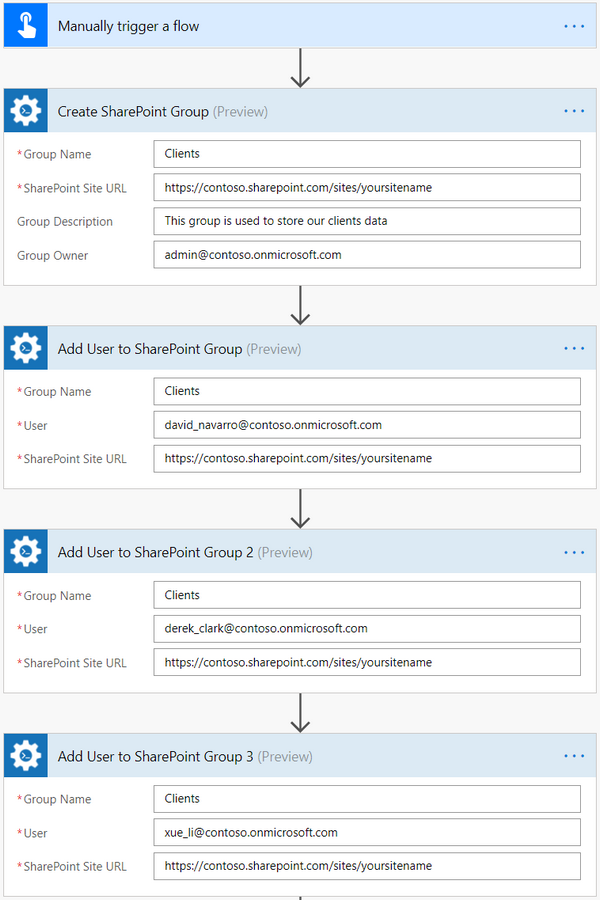 Manually trigger a flow
Create SharePoint Group (Preview)
*Group Name Clients
*SharePoint Site URL https://contoso.sharepoint.com/sites/yoursitename
Group Description This group is used to store our clients data
Group Owner admin@contoso.onmicrosoft.com
Add User to SharePoint Group (Preview)
*Group Name Clients
*User david_navarro@contoso.onmicrosoft.com
*SharePoint Site URL https://contoso.sharepoint.com/sites/yoursitename
Add User to SharePoint Group 2 (Preview)
*Group Name Clients
*User derek_clark@contoso.onmicrosoft.com
*SharePoint Site URL https://contoso.sharepoint.com/sites/yoursitename
Add User to SharePoint Group 3 (Preview)
*Group Name Clients
*User xue_li@contoso.onmicrosoft.com
*SharePoint Site URL https://contoso.sharepoint.com/sites/yoursitename